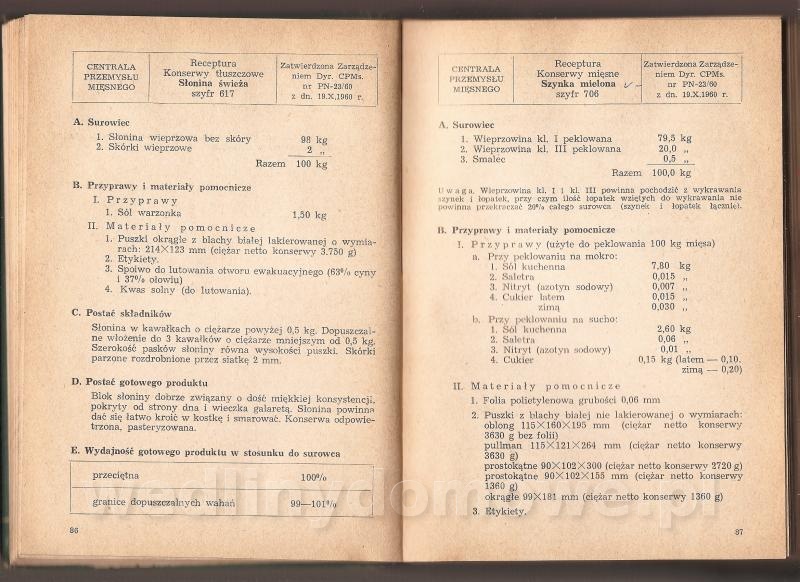 CENTRALA
PRZEMYSŁU
MIĘSNEGO
Receptura
Konserwy tłuszczowe
Słonina świeża
szyfr 617
Zatwierdzona Zarządze-
niem Dyr. CPMs.
nr PN-23/60
z dn. 19.X.1960 r.
A. Surowiec
1. Słonina wieprzowa bez skóry 98 kg
2. Skórki wieprzowe 2 „
Razem 100 kg
B. Przyprawy i materiały pomocnicze
I. Przyprawy
1. Sól warzonka 1,50 kg
II. Materiały pomocnicze
1. Puszki okrągłe z blachy białej lakierowanej o wymia-
rach: 214×123 mm (ciężar netto konserwy 3.750 g)
2. Etykiety.
3. Spoiwo do lutowania otworu ewakuacyjnego (63% cyny
i 37% ołowiu)
4. Kwas solny (do lutowania).
C. Postać składników
Słonina w kawałkach o ciężarze powyżej 0,5 kg. Dopuszczal-
ne włożenie do 3 kawałków o ciężarze mniejszym od 0,5 kg.
Szerokość pasków słoniny równa wysokości puszki. Skórki
parzone rozdrobnione przez siatkę 2 mm.
D. Postać gotowego produktu
Blok słoniny dobrze związany o dość miękkiej konsystencji,
pokryty od strony dna i wieczka galaretą. Słonina powinna
dać się łatwo kroić w kostkę i smarować. Konserwa odpowie-
trzona, pasteryzowana.
E. Wydajność gotowego produktu w stosunku do surowca
przeciętna 100%
granice dopuszczalnych wahań 99—101%
86
CENTRALA
PRZEMYSŁU
MIĘSNEGO
Receptura
Konserwy mięsne
Szynka mielona
szyfr 706
Zatwierdzona Zarządze-
niem Dyr. CPMs.
nr PN-23/60
z dn. 19.X.1960 r.
A. Surowiec
1. Wieprzowina kl. I peklowana 79,5 kg
2. Wieprzowina kl. III peklowana 20,0 „
3. Smalec 0,5 „
Razem 100,0 kg
Uwaga. Wieprzowina kl. I i kl. III powinna pochodzić z wykrawania
szynek i łopatek, przy czym ilość łopatek wziętych do wykrawania nie
powinna przekraczać 20% całego surowca (szynek i łopatek łącznie).
B. Przyprawy i materiały pomocnicze
I. Przyprawy (użyte do peklowania 100 kg mięsa)
a. Przy peklowaniu na mokro:
1. Sól kuchenna 7,80 kg
2. Saletra 0,015 „
3. Nitryt (azotyn sodowy) 0,007 „
4. Cukier latem 0,015 „
zimą 0,030 „
b. Przy peklowaniu na sucho:
1. Sól kuchenna 2,60 kg
2. Saletra 0,06 „
3. Nitryt (azotyn sodowy) 0,01 „
4. Cukier 0,15 kg (latem — 0,10.
zimą — 0,20)
II. Materiały pomocnicze
1. Folia polietylenowa grubości 0,06 mm
2. Puszki z blachy białej nie lakierowanej o wymiarach:
oblong 115×160×195 mm (ciężar netto konserwy
3630 g bez folii)
pullman 115×121×264 mm (ciężar netto konserwy
3630 g)
prostokątne 90×102×300 (ciężar netto konserwy 2720 g)
prostokątne 90×102×155 mm (ciężar netto konserwy
1360 g)
okrągłe 99×181 mm (ciężar netto konserwy 1360 g)
3. Etykiety.
87
wedlinydomowe.pl